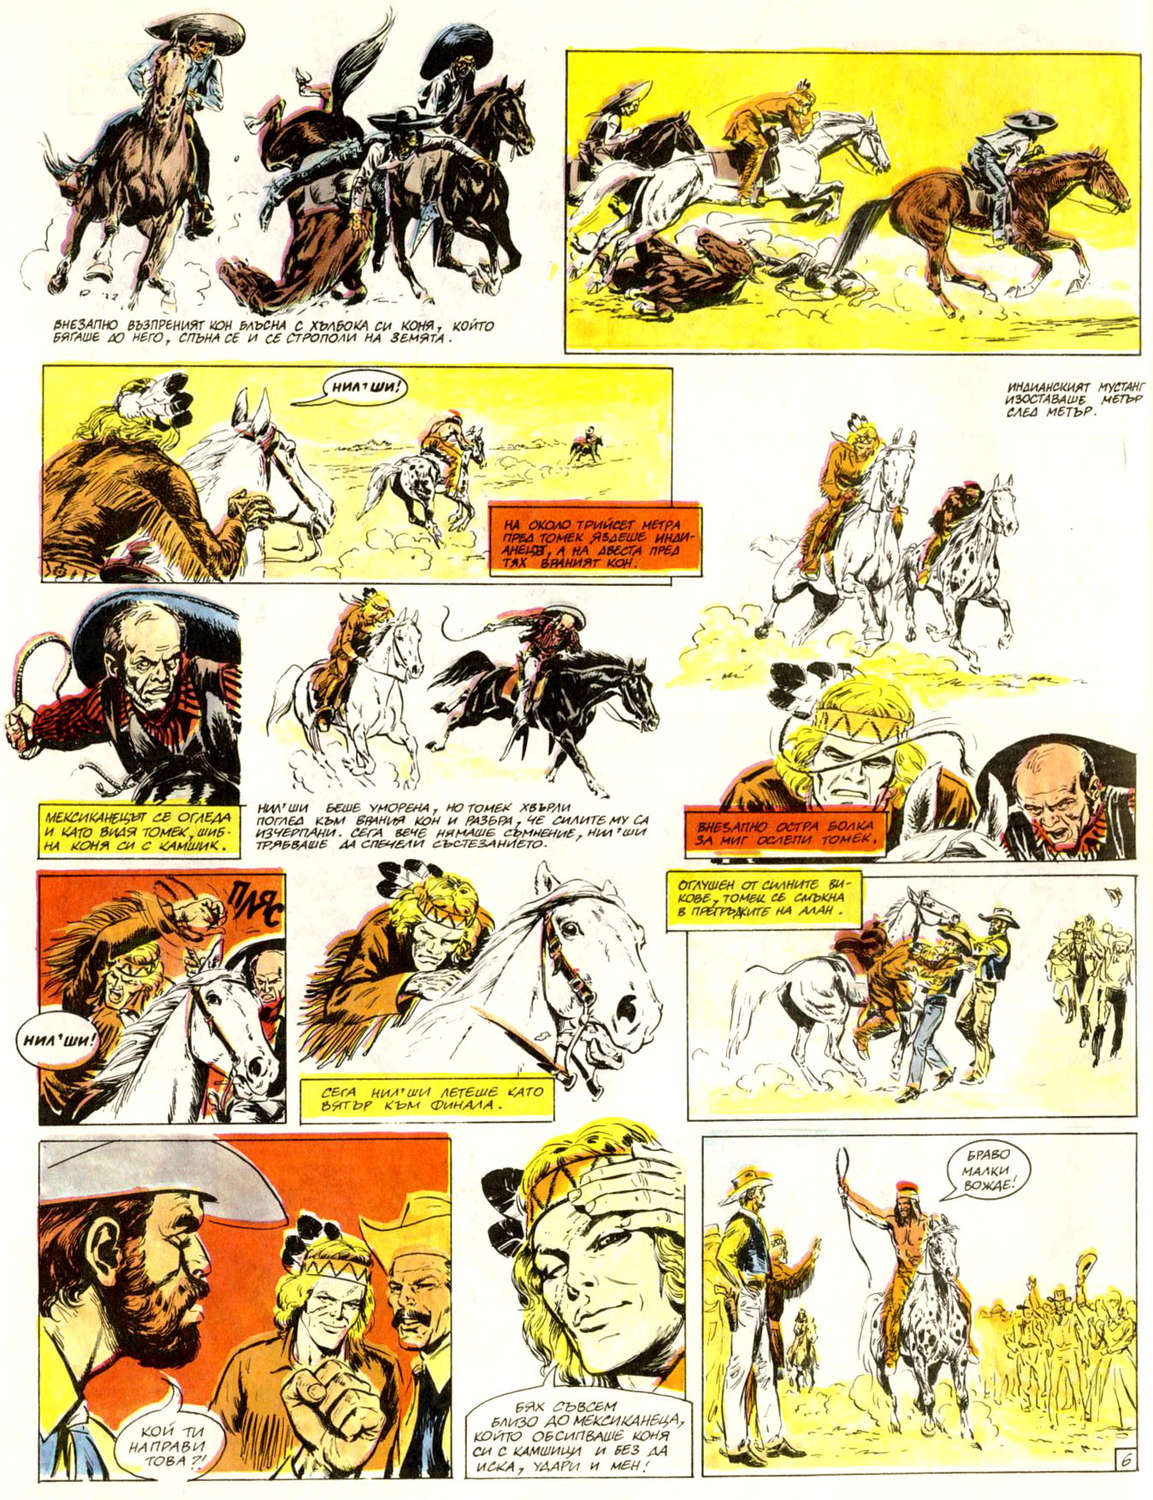 ВНЕЗАПНО ВЪЗПРЕНИЯТ КОН БЛЪСНА С ХЪЛБОКА СИ КОНЯ, КОЙТО
БЯГАШЕ ДО НЕГО, СПЪНА СЕ И СЕ СТРОПОЛИ НА ЗЕМЯТА.
НИЛ'ШИ!
НА ОКОЛО ТРИЙСЕТ МЕТРА
ПРЕД ТОМЕК ЯЗДЕШЕ ИНДИ-
АНЕЦЪТ, А НА ДВЕСТА ПРЕД
ТЯХ ВРАНИЯТ КОН.
ИНДИАНСКИЯТ МУСТАНГ
ИЗОСТАВАШЕ МЕТЪР
СЛЕД МЕТЪР.
МЕКСИКАНЕЦЪТ СЕ ОГЛЕДА
И КАТО ВИДЯ ТОМЕК, ШИБ-
НА КОНЯ СИ С КАМШИК.
НИЛ'ШИ БЕШЕ УМОРЕНА, НО ТОМЕК ХВЪРЛИ
ПОГЛЕД КЪМ ВРАНИЯ КОН И РАЗБРА, ЧЕ СИЛИТЕ МУ СА
ИЗЧЕРПАНИ. СЕГА ВЕЧЕ НЯМАШЕ СЪМНЕНИЕ, НИЛ'ШИ
ТРЯБВАШЕ ДА СПЕЧЕЛИ СЪСТЕЗАНИЕТО.
ВНЕЗАПНО ОСТРА БОЛКА
ЗА МИГ ОСЛЕПИ ТОМЕК.
ПЛЯС
НИЛ'ШИ!
СЕГА НИЛ'ШИ ЛЕТЕШЕ КАТО
ВЯТЪР КЪМ ФИНАЛА.
ОГЛУШЕН ОТ СИЛНИТЕ ВИ-
КОВЕ, ТОМЕК СЕ СМЪКНА
В ПРЕГРЪДКИТЕ НА АЛАН.
КОЙ ТИ
НАПРАВИ
ТОВА?!
БЯХ СЪВСЕМ
БЛИЗО ДО МЕКСИКАНЕЦА,
КОЙТО ОБСИПВАШЕ КОНЯ
СИ С КАМШИЦИ И БЕЗ ДА
ИСКА, УДАРИ И МЕН!
БРАВО
МАЛКИ
ВОЖДЕ!
6